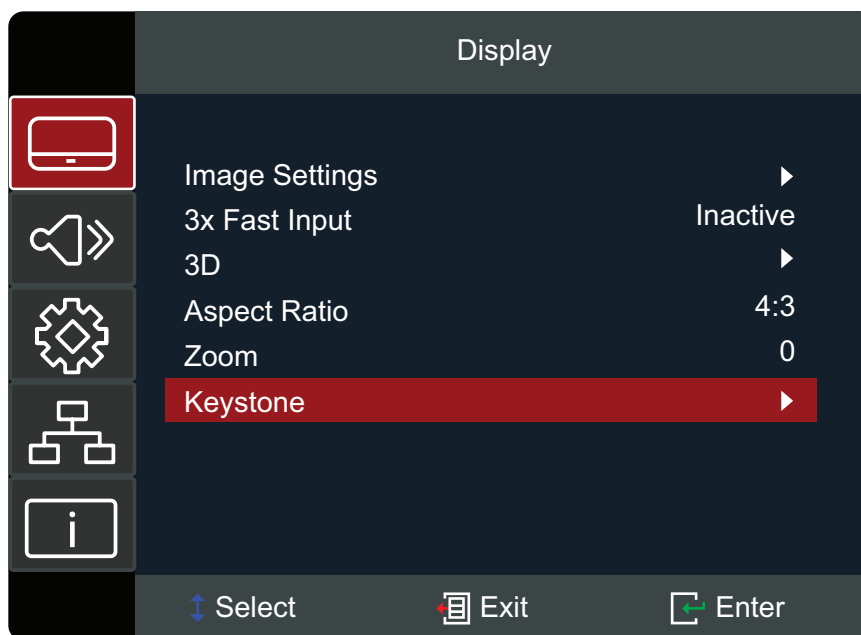 Display
Image Settings
3x Fast Input Inactive
3D
Aspect Ratio 4:3
Zoom 0
Keystone
i
Select Exit Enter